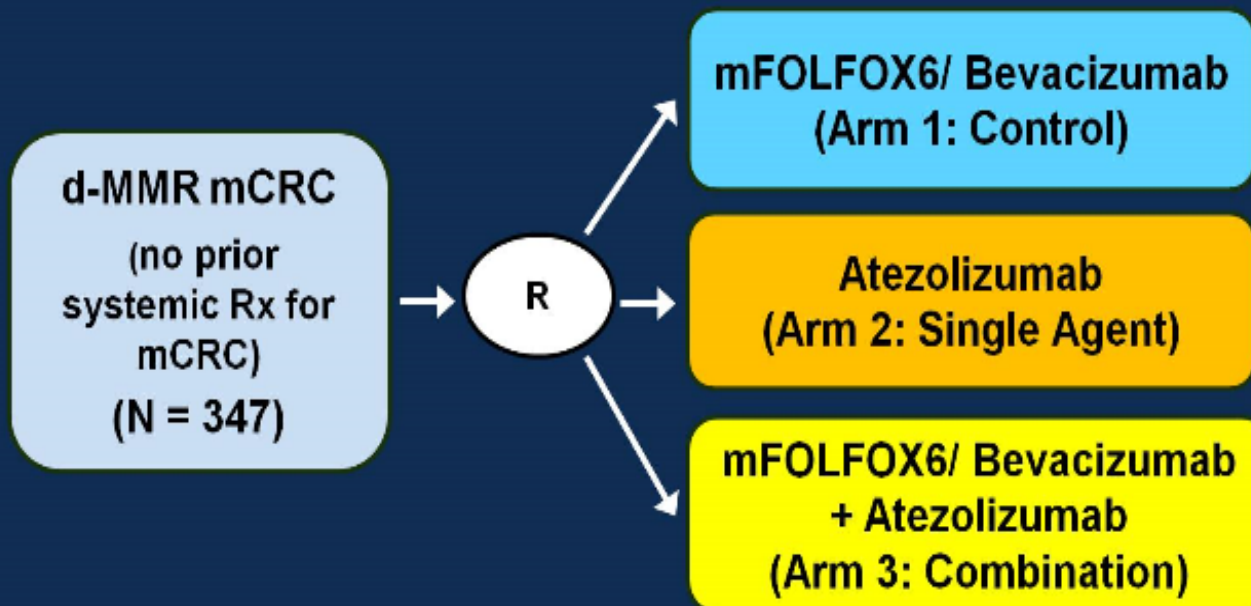 d-MMR mCRC
(no prior
systemic Rx for
mCRC)
(N = 347)
R
mFOLFOX6/ Bevacizumab
(Arm 1: Control)
Atezolizumab
(Arm 2: Single Agent)
mFOLFOX6/ Bevacizumab
+ Atezolizumab
(Arm 3: Combination)